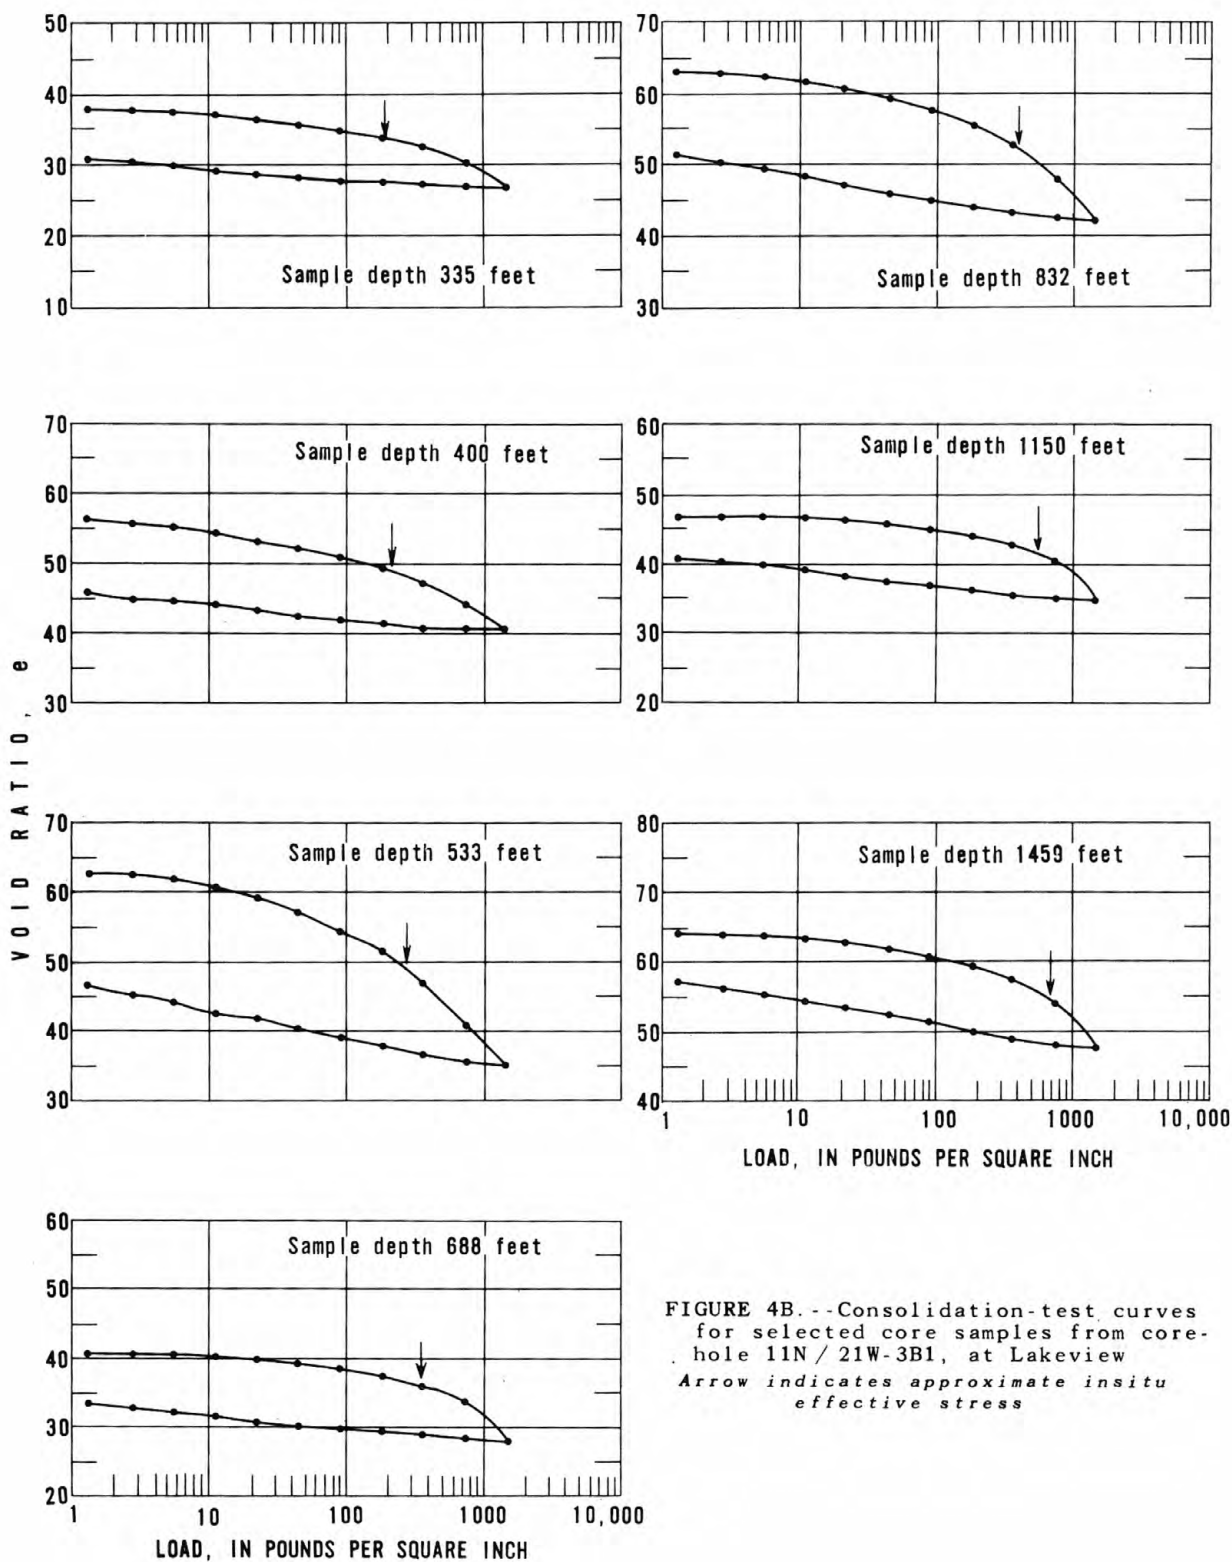 50
40
30
20
10
Sample depth 335 feet
70
60
50
40
30
Sample depth 832 feet
70
60
50
40
30
Sample depth 400 feet
60
50
40
30
20
Sample depth 1150 feet
VOID RATIO, e
70
60
50
40
30
Sample depth 533 feet
80
70
60
50
40
Sample depth 1459 feet
1 10 100 1000 10,000
LOAD, IN POUNDS PER SQUARE INCH
60
50
40
30
20
Sample depth 688 feet
1 10 100 1000 10,000
LOAD, IN POUNDS PER SQUARE INCH
FIGURE 4B.--Consolidation-test curves
for selected core samples from core-
hole 11N/21W-3B1, at Lakeview
Arrow indicates approximate insitu
effective stress